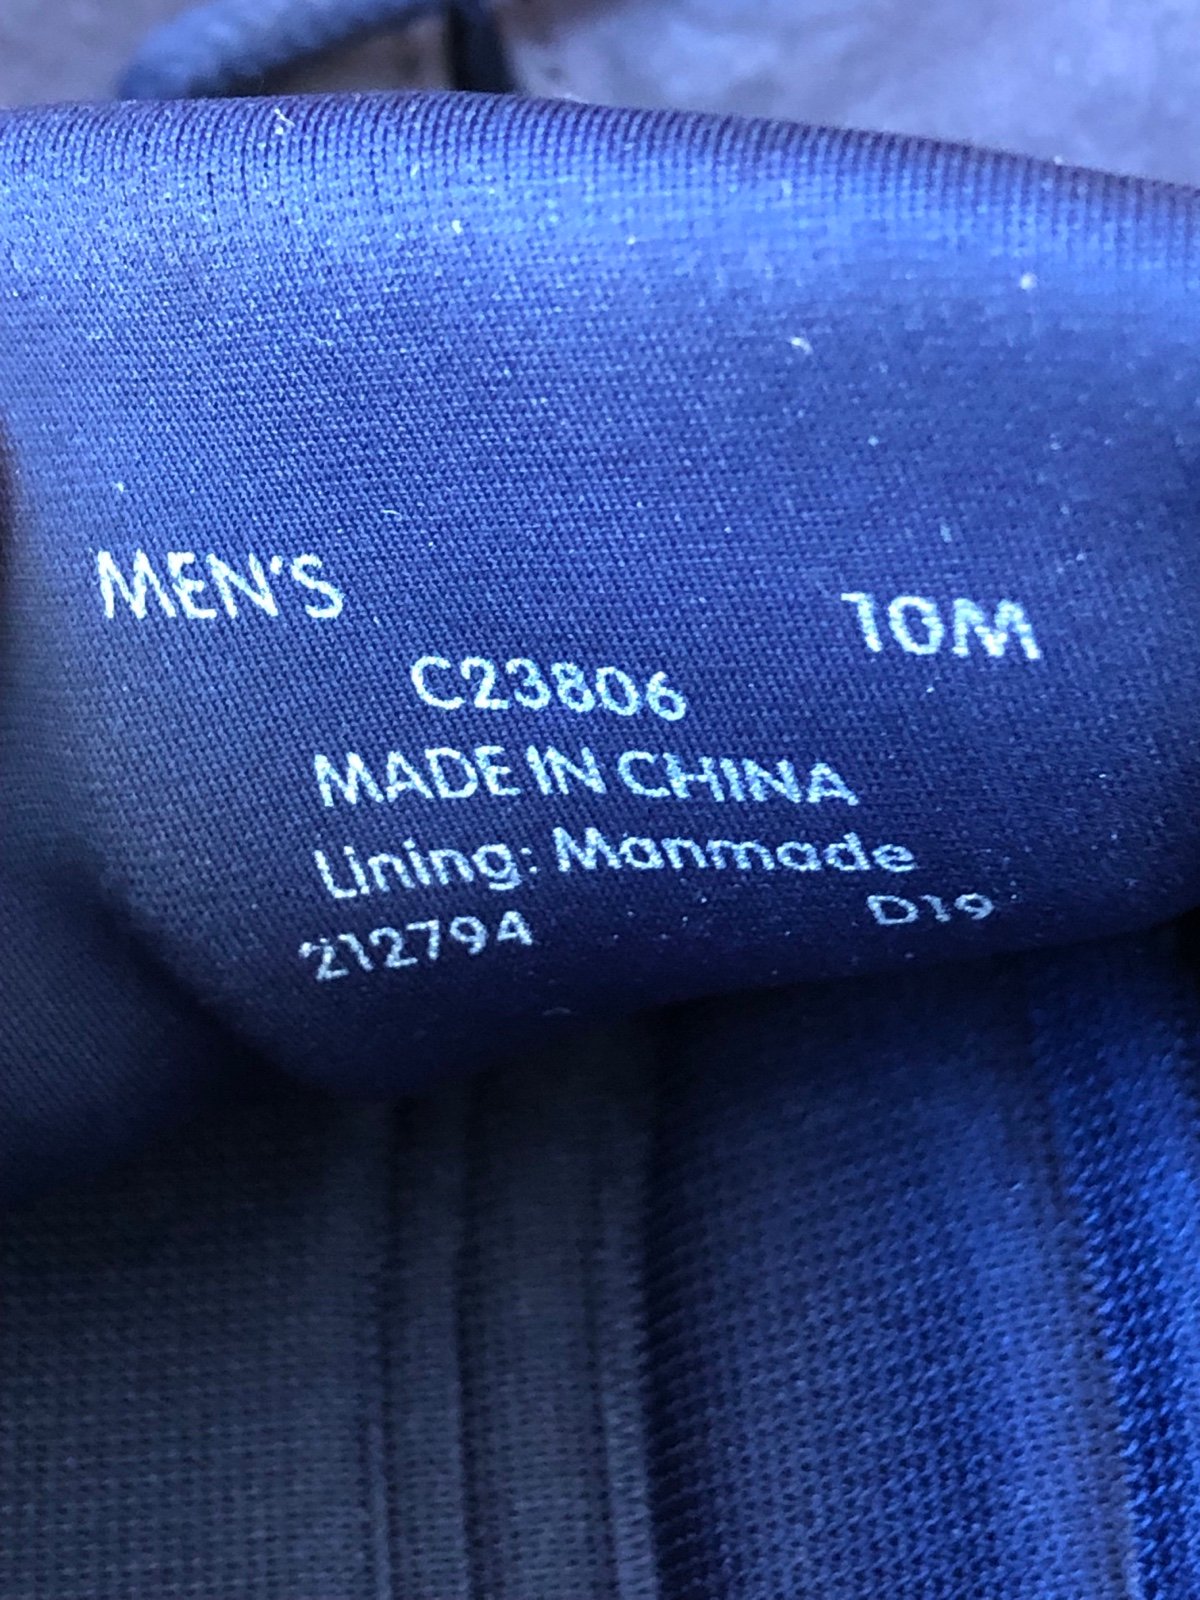 MEN'S 10M
C23806
MADE IN CHINA
Lining: Manmade
212794 D19